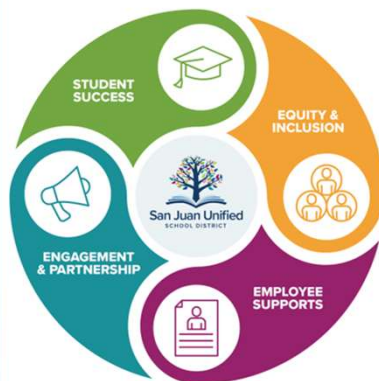 STUDENT
SUCCESS
EQUITY &
INCLUSION
San Juan Unified
SCHOOL DISTRICT
ENGAGEMENT
& PARTNERSHIP
EMPLOYEE
SUPPORTS